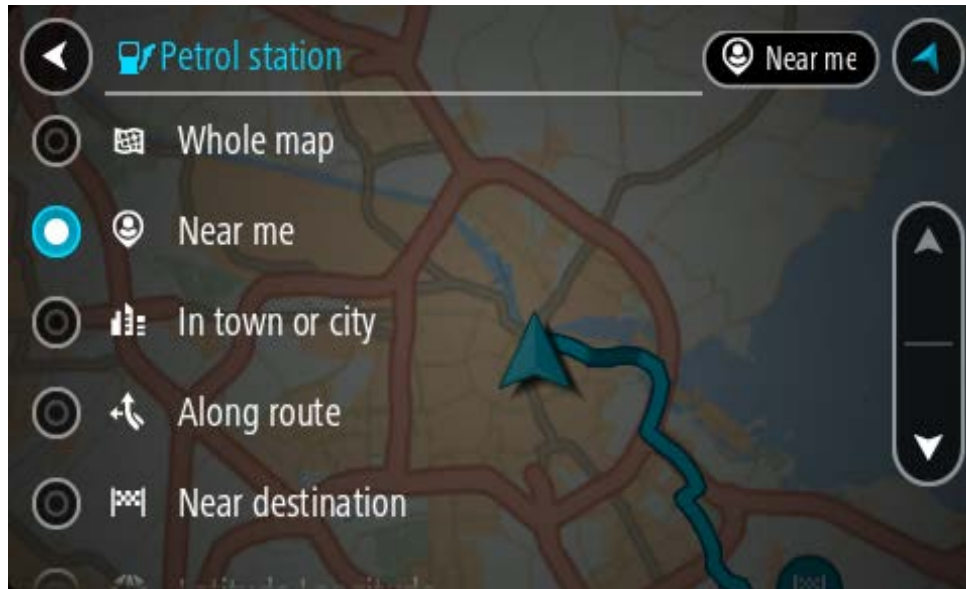 Petrol station
Near me
Whole map
Near me
In town or city
Along route
Near destination